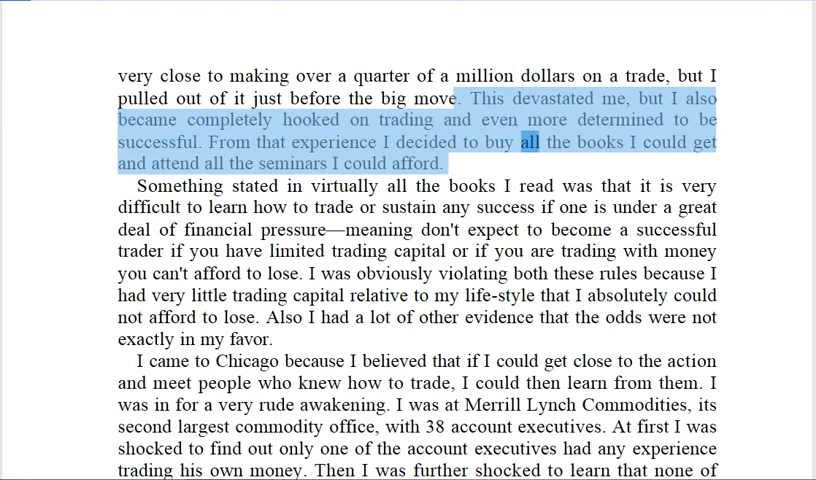 very close to making over a quarter of a million dollars on a trade, but I
pulled out of it just before the big move. This devastated me, but I also
became completely hooked on trading and even more determined to be
successful. From that experience I decided to buy all the books I could get
and attend all the seminars I could afford.
Something stated in virtually all the books I read was that it is very
difficult to learn how to trade or sustain any success if one is under a great
deal of financial pressure—meaning don't expect to become a successful
trader if you have limited trading capital or if you are trading with money
you can't afford to lose. I was obviously violating both these rules because I
had very little trading capital relative to my life-style that I absolutely could
not afford to lose. Also I had a lot of other evidence that the odds were not
exactly in my favor.
I came to Chicago because I believed that if I could get close to the action
and meet people who knew how to trade, I could then learn from them. I
was in for a very rude awakening. I was at Merrill Lynch Commodities, its
second largest commodity office, with 38 account executives. At first I was
shocked to find out only one of the account executives had any experience
trading his own money. Then I was further shocked to learn that none of